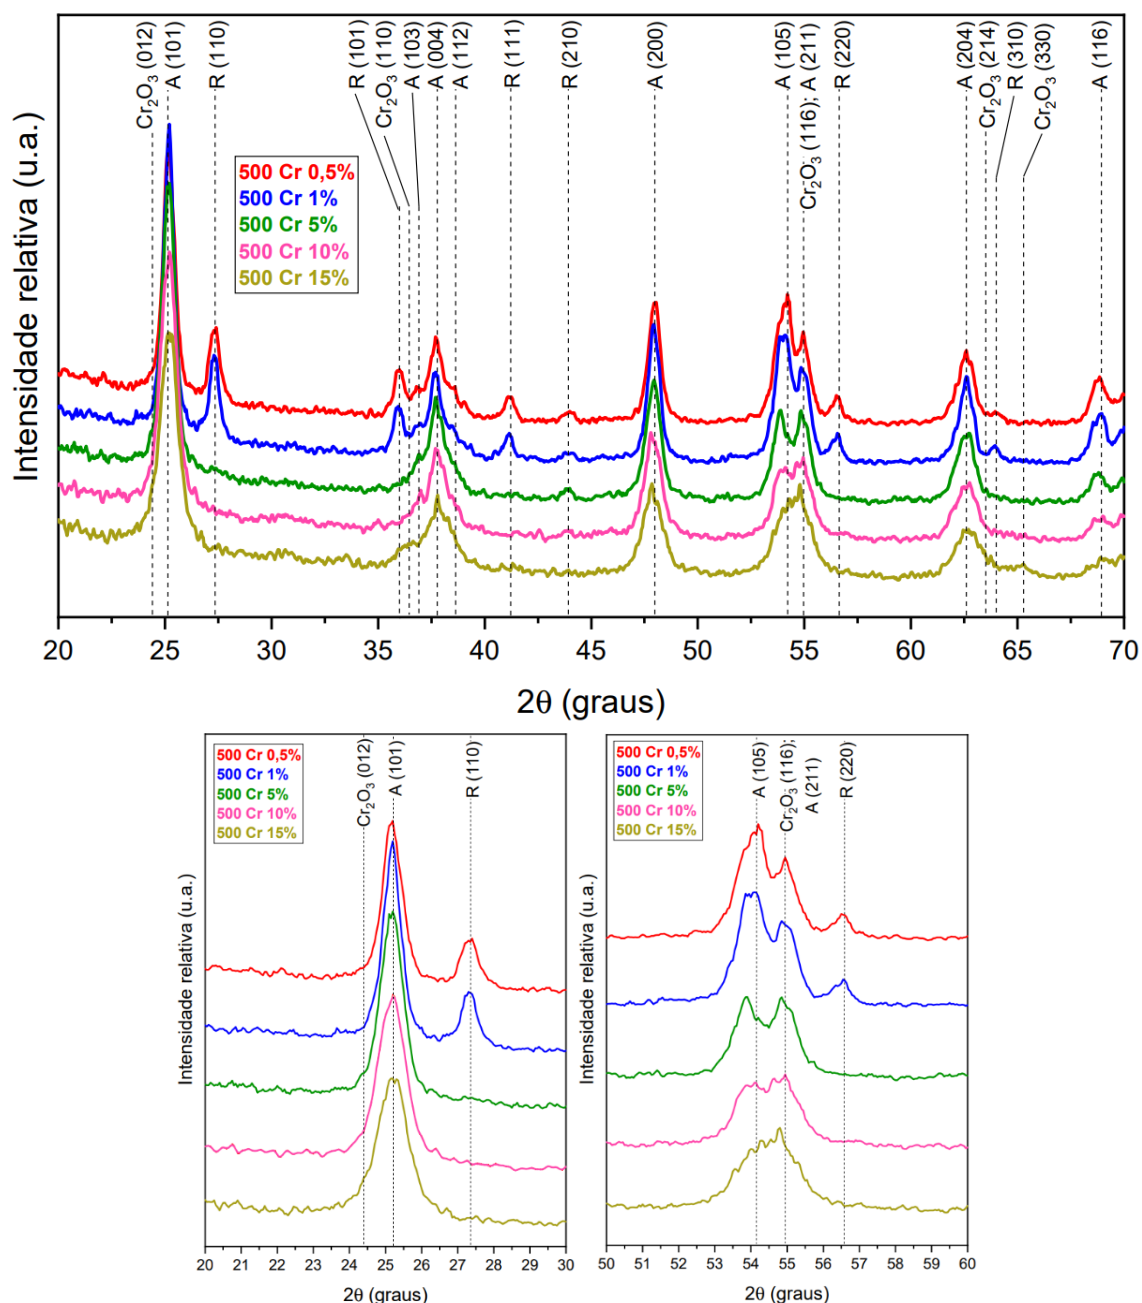 Cr2O3 (012)
A (101)
R (110)
R (101)
Cr2O3 (110)
A (103)
A (004)
A (112)
R (111)
R (210)
A (200)
A (105)
Cr2O3 (116); A (211)
R (220)
A (204)
Cr2O3 (214)
R (310)
Cr2O3 (330)
A (116)
500 Cr 0,5%
500 Cr 1%
500 Cr 5%
500 Cr 10%
500 Cr 15%
Intensidade relativa (u.a.)
20 25 30 35 40 45 50 55 60 65 70
2θ (graus)
500 Cr 0,5%
500 Cr 1%
500 Cr 5%
500 Cr 10%
500 Cr 15%
Cr2O3 (012)
A (101)
R (110)
Intensidade relativa (u.a.)
20 21 22 23 24 25 26 27 28 29 30
2θ (graus)
500 Cr 0,5%
500 Cr 1%
500 Cr 5%
500 Cr 10%
500 Cr 15%
A (105)
Cr2O3 (116);
A (211)
R (220)
Intensidade relativa (u.a.)
50 51 52 53 54 55 56 57 58 59 60
2θ (graus)